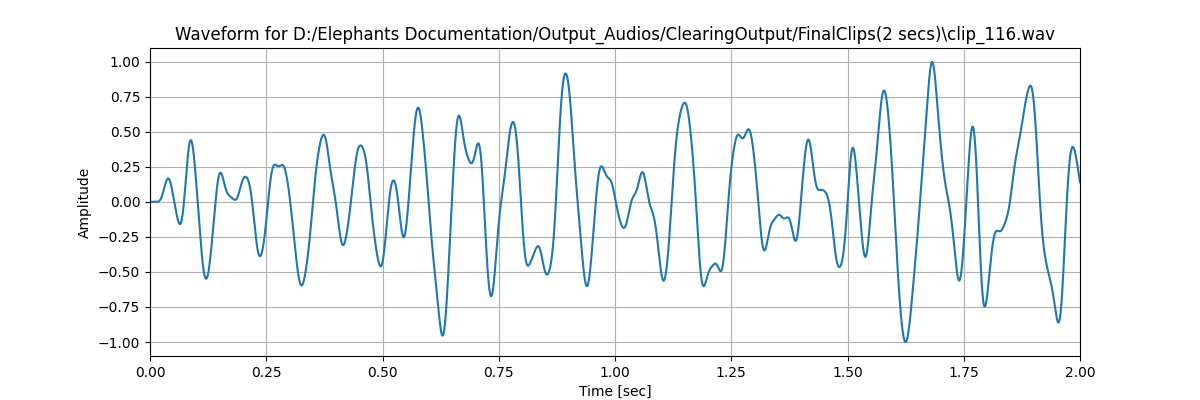 Waveform for D:/Elephants Documentation/Output_Audios/ClearingOutput/FinalClips(2 secs)\clip_116.wav
1.00
0.75
0.50
0.25
0.00
−0.25
−0.50
−0.75
−1.00
Amplitude
0.00 0.25 0.50 0.75 1.00 1.25 1.50 1.75 2.00
Time [sec]